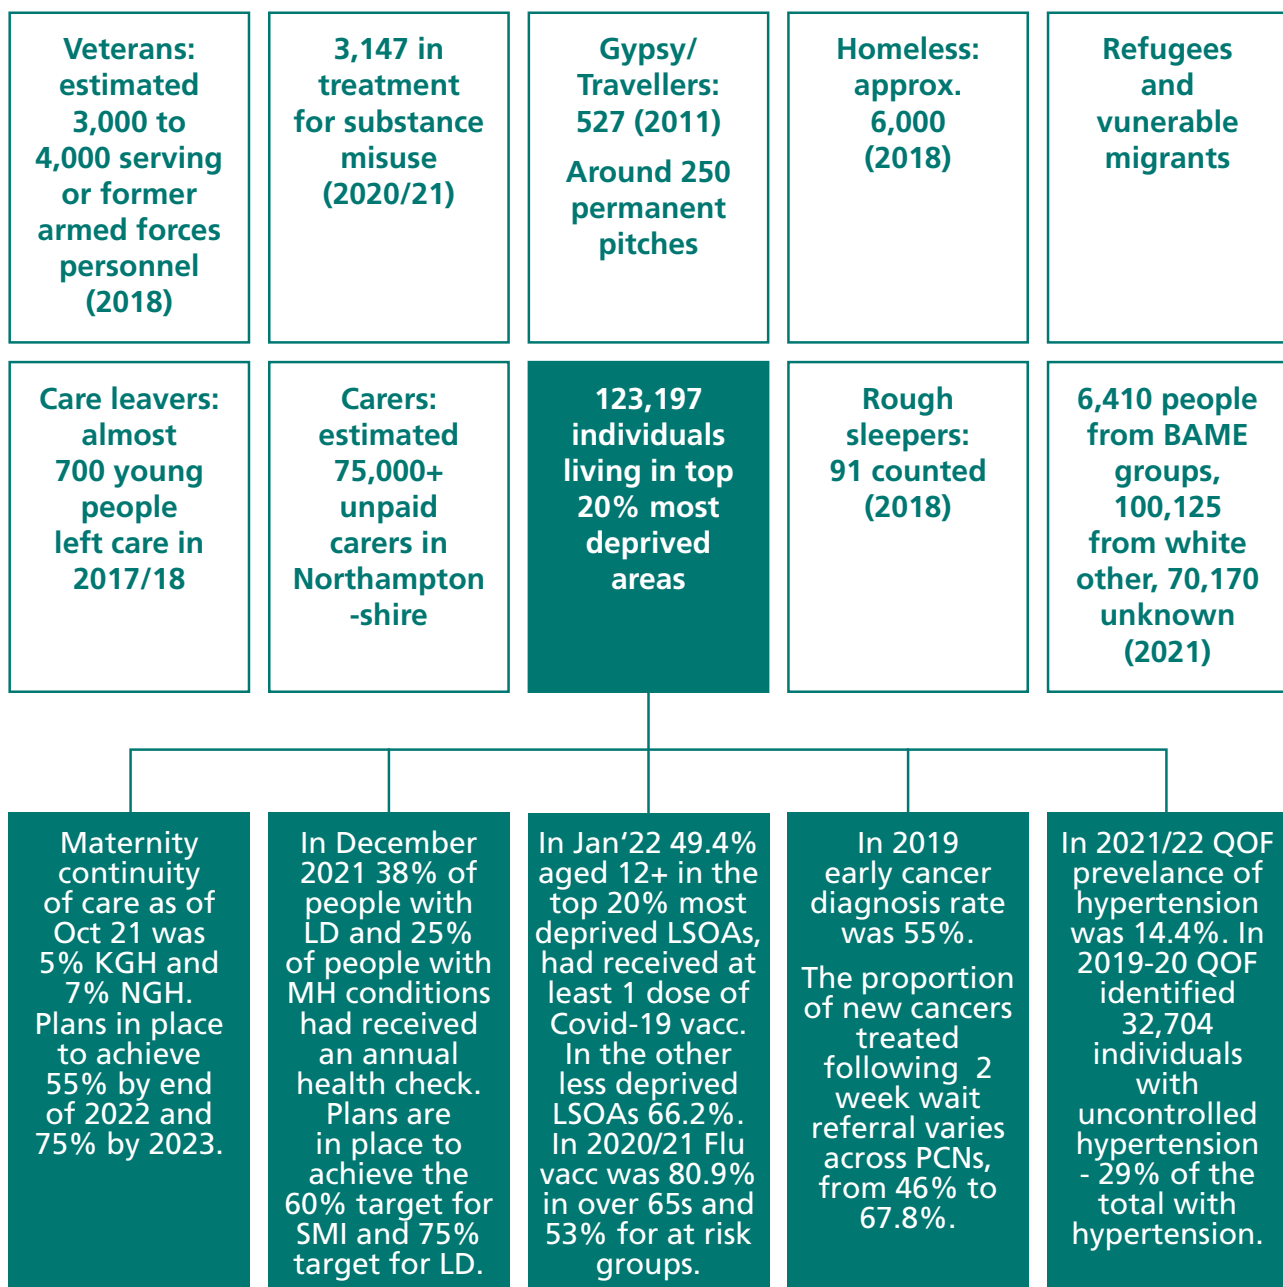 Veterans:
estimated
3,000 to
4,000 serving
or former
armed forces
personnel
(2018)
3,147 in
treatment
for substance
misuse
(2020/21)
Gypsy/
Travellers:
527 (2011)
Around 250
permanent
pitches
Homeless:
approx.
6,000
(2018)
Refugees
and
vunerable
migrants
Care leavers:
almost
700 young
people
left care in
2017/18
Carers:
estimated
75,000+
unpaid
carers in
Northampton
-shire
123,197
individuals
living in top
20% most
deprived
areas
Rough
sleepers:
91 counted
(2018)
6,410 people
from BAME
groups,
100,125
from white
other, 70,170
unknown
(2021)
Maternity
continuity
of care as of
Oct 21 was
5% KGH and
7% NGH.
Plans in place
to achieve
55% by end
of 2022 and
75% by 2023.
In December
2021 38% of
people with
LD and 25%
of people with
MH conditions
had received
an annual
health check.
Plans are
in place to
achieve the
60% target for
SMI and 75%
target for LD.
In Jan‘22 49.4%
aged 12+ in the
top 20% most
deprived LSOAs,
had received at
least 1 dose of
Covid-19 vacc.
In the other
less deprived
LSOAs 66.2%.
In 2020/21 Flu
vacc was 80.9%
in over 65s and
53% for at risk
groups.
In 2019
early cancer
diagnosis rate
was 55%.
The proportion
of new cancers
treated
following 2
week wait
referral varies
across PCNs,
from 46% to
67.8%.
In 2021/22 QOF
prevelance of
hypertension
was 14.4%. In
2019-20 QOF
identified
32,704
individuals
with
uncontrolled
hypertension
- 29% of the
total with
hypertension.